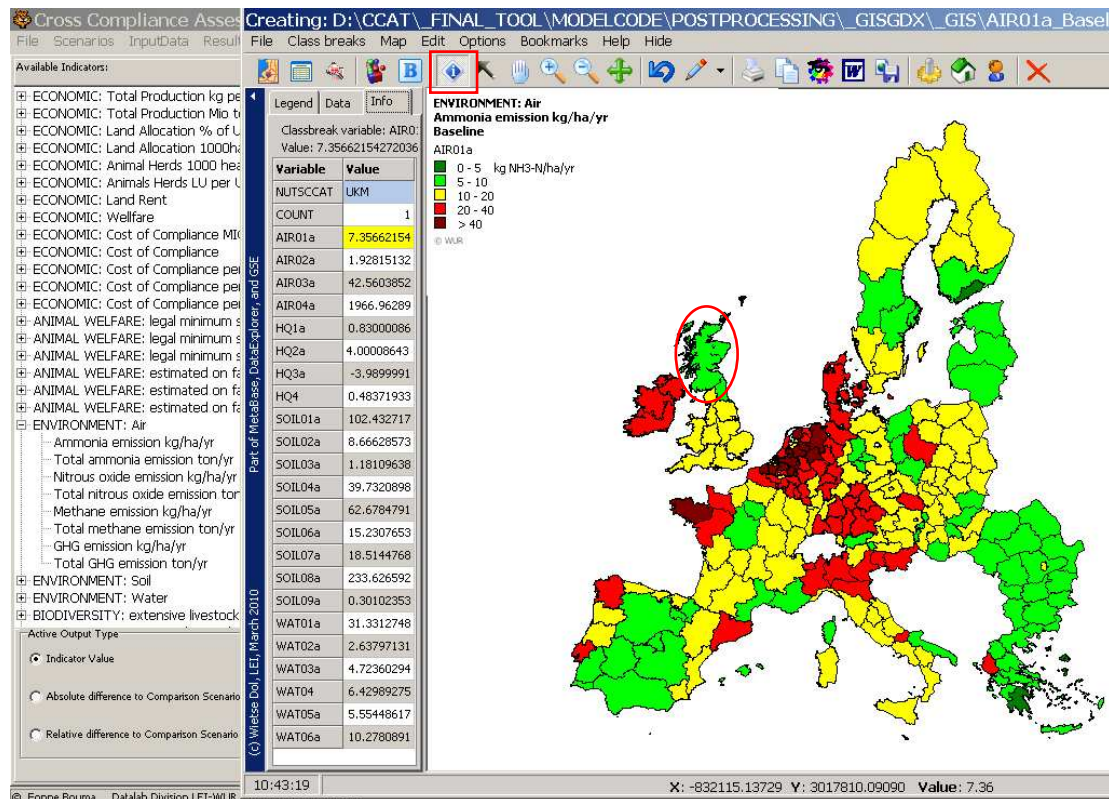 Cross Compliance Asses
File Scenarios InputData Result
Available Indicators:
ECONOMIC: Total Production kg pe
ECONOMIC: Total Production Mio t
ECONOMIC: Land Allocation % of U
ECONOMIC: Land Allocation 1000ha
ECONOMIC: Animal Herds 1000 hea
ECONOMIC: Animals Herds LU per U
ECONOMIC: Land Rent
ECONOMIC: Wellfare
ECONOMIC: Cost of Compliance MI
ECONOMIC: Cost of Compliance
ECONOMIC: Cost of Compliance per
ECONOMIC: Cost of Compliance per
ECONOMIC: Cost of Compliance per
ANIMAL WELFARE: legal minimum s
ANIMAL WELFARE: legal minimum s
ANIMAL WELFARE: legal minimum s
ANIMAL WELFARE: estimated on fa
ANIMAL WELFARE: estimated on fa
ANIMAL WELFARE: estimated on fa
ENVIRONMENT: Air
Ammonia emission kg/ha/yr
Total ammonia emission ton/yr
Nitrous oxide emission kg/ha/yr
Total nitrous oxide emission ton
Methane emission kg/ha/yr
Total methane emission ton/yr
GHG emission kg/ha/yr
Total GHG emission ton/yr
ENVIRONMENT: Soil
ENVIRONMENT: Water
BIODIVERSITY: extensive livestock
Active Output Type
Indicator Value
Absolute difference to Comparison Scenario
Relative difference to Comparison Scenario
© Foppe Bouma Datalab Division LEI-WUR
Creating: D:\CCAT\_FINAL_TOOL\MODELCODE\POSTPROCESSING\_GISGDX\_GIS\AIR01a_Basel
File Class breaks Map Edit Options Bookmarks Help Hide
B
W
Legend Data Info
Classbreak variable: AIR0
Value: 7.35662154272036
Variable Value
NUTSCCAT UKM
COUNT 1
AIR01a 7.35662154
AIR02a 1.92815132
AIR03a 42.5603852
AIR04a 1966.96289
HQ1a 0.83000086
HQ2a 4.00008643
HQ3a -3.9899991
HQ4 0.48371933
SOIL01a 102.432717
SOIL02a 8.66628573
SOIL03a 1.18109638
SOIL04a 39.7320898
SOIL05a 62.6784791
SOIL06a 15.2307653
SOIL07a 18.5144768
SOIL08a 233.626592
SOIL09a 0.30102353
WAT01a 31.3312748
WAT02a 2.63797131
WAT03a 4.72360294
WAT04 6.42989275
WAT05a 5.55448617
WAT06a 10.2780891
(c) Wietse Dol, LEI, March 2010 Part of MetaBase, DataExplorer, and GSE
ENVIRONMENT: Air
Ammonia emission kg/ha/yr
Baseline
AIR01a
0 - 5 kg NH3-N/ha/yr
5 - 10
10 - 20
20 - 40
> 40
© WUR
10:43:19 X: -832115.13729 Y: 3017810.09090 Value: 7.36